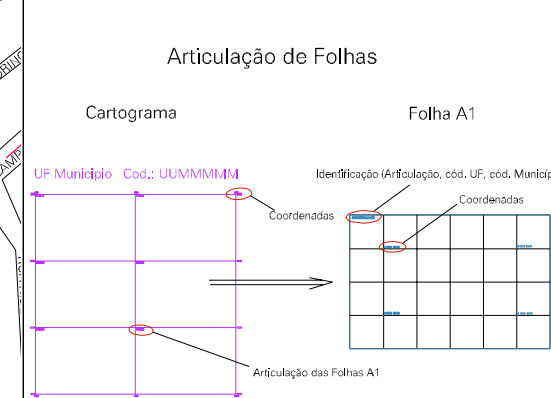 Articulação de Folhas
Cartograma
Folha A1
UF Municipio Cod.: UUMMMMM
Identificação (Articulação, cód. UF, cód. Municíp
Coordenadas
Coordenadas
Articulação das Folhas A1